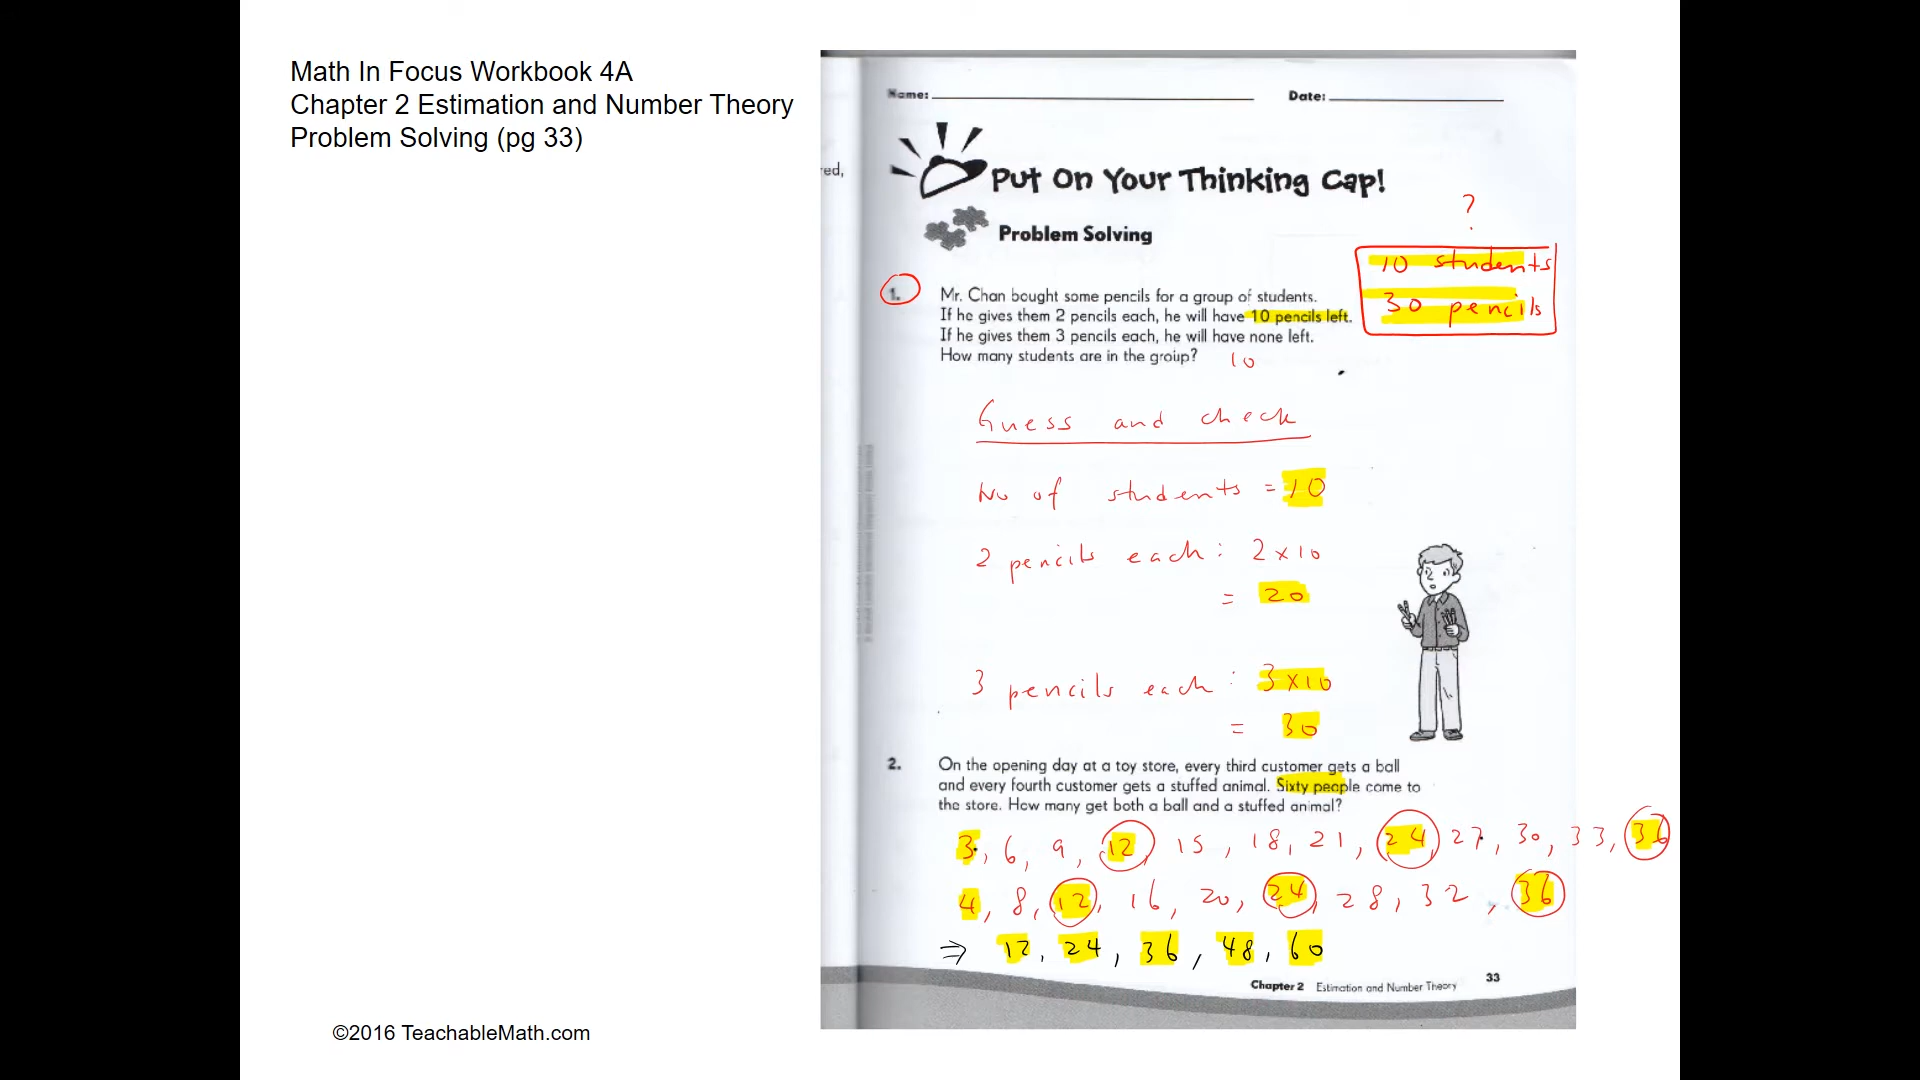 Math In Focus Workbook 4A
Chapter 2 Estimation and Number Theory
Problem Solving (pg 33)
Name:
Date:
red,
Put On Your Thinking Cap!
?
Problem Solving
10 students
30 pencils
1. Mr. Chan bought some pencils for a group of students.
If he gives them 2 pencils each, he will have 10 pencils left.
If he gives them 3 pencils each, he will have none left.
How many students are in the group? 10
Guess and check
No of students = 10
2 pencils each: 2 × 10
= 20
3 pencils each: 3 × 10
= 30
2. On the opening day at a toy store, every third customer gets a ball
and every fourth customer gets a stuffed animal. Sixty people come to
the store. How many get both a ball and a stuffed animal?
3, 6, 9, 12, 15, 18, 21, 24, 27, 30, 33, 36
4, 8, 12, 16, 20, 24, 28, 32, 36
⇒ 12, 24, 36, 48, 60
Chapter 2 Estimation and Number Theory 33
©2016 TeachableMath.com